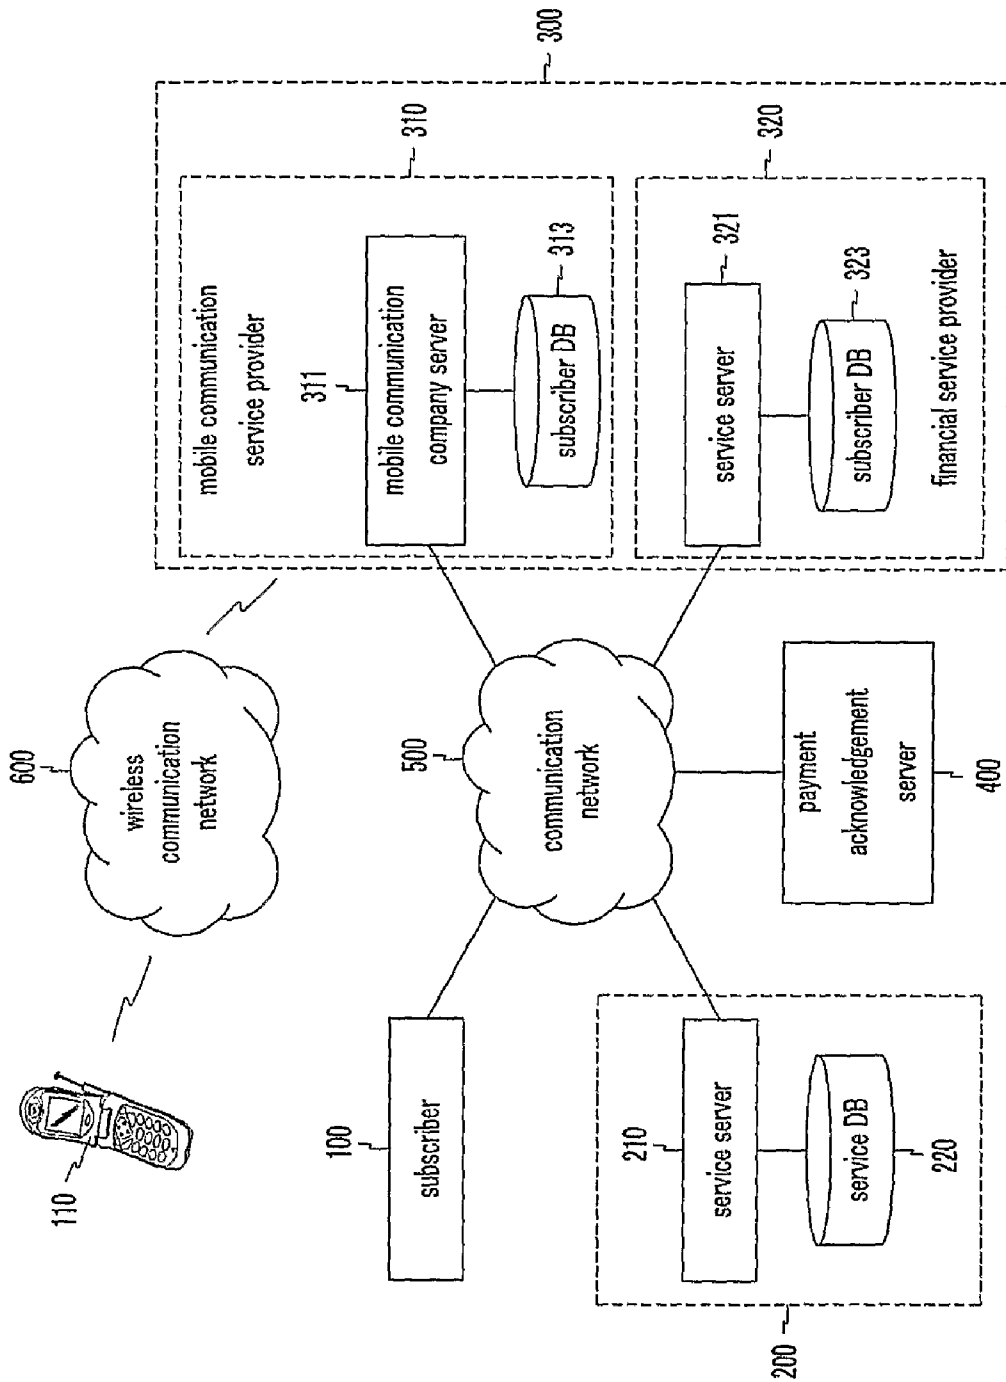 110
600
wireless
communication
network
300
310
mobile communication
service provider
311
mobile communication
company server
313
subscriber DB
100
subscriber
500
communication
network
320
321
service server
323
subscriber DB
financial service provider
200
210
service server
service DB
220
payment
acknowledgement
server
400